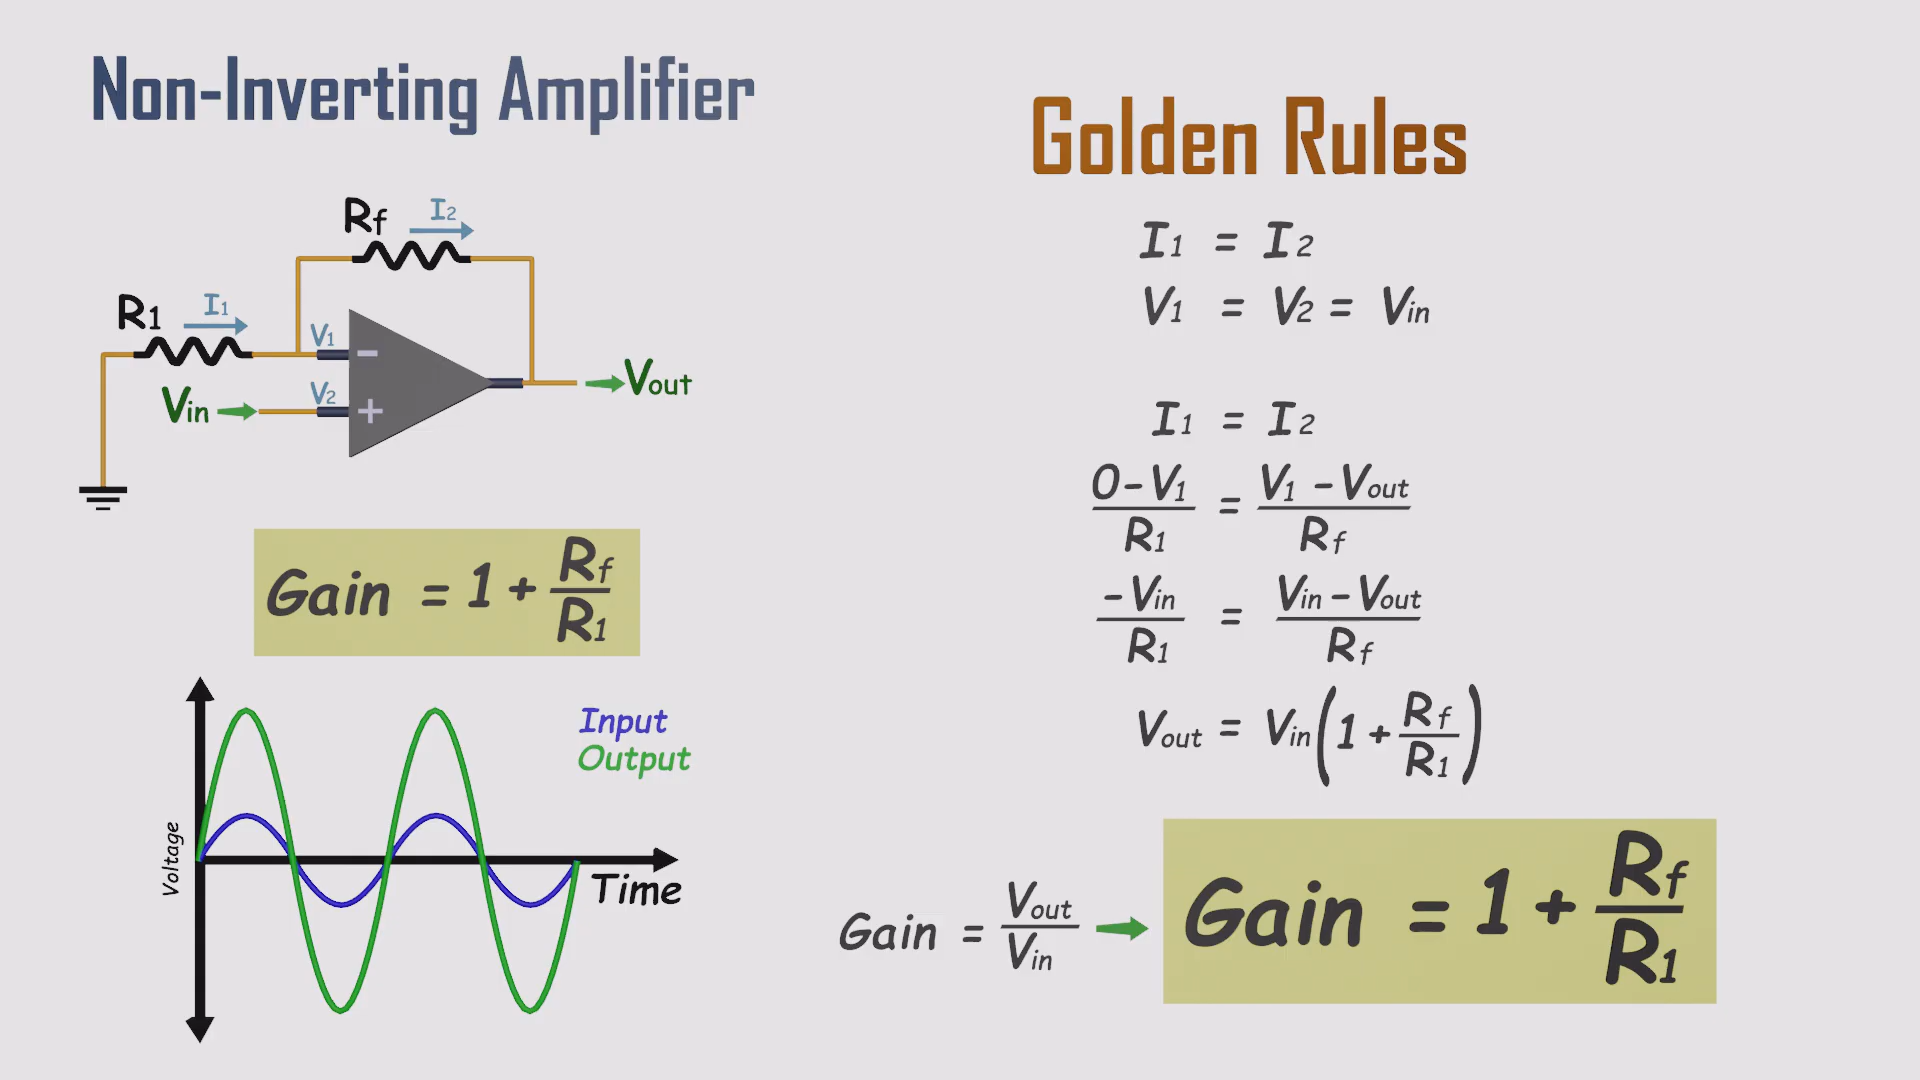 Non-Inverting Amplifier
Rf
I2
R1
I1
V1
−
V2
+
Vin
Vout
Gain = 1 + Rf/R1
Input
Output
Voltage
Time
Golden Rules
I1 = I2
V1 = V2 = Vin
I1 = I2
0 - V1 / R1 = V1 - Vout / Rf
- Vin / R1 = Vin - Vout / Rf
Vout = Vin (1 + Rf/R1)
Gain = Vout/Vin
Gain = 1 + Rf/R1